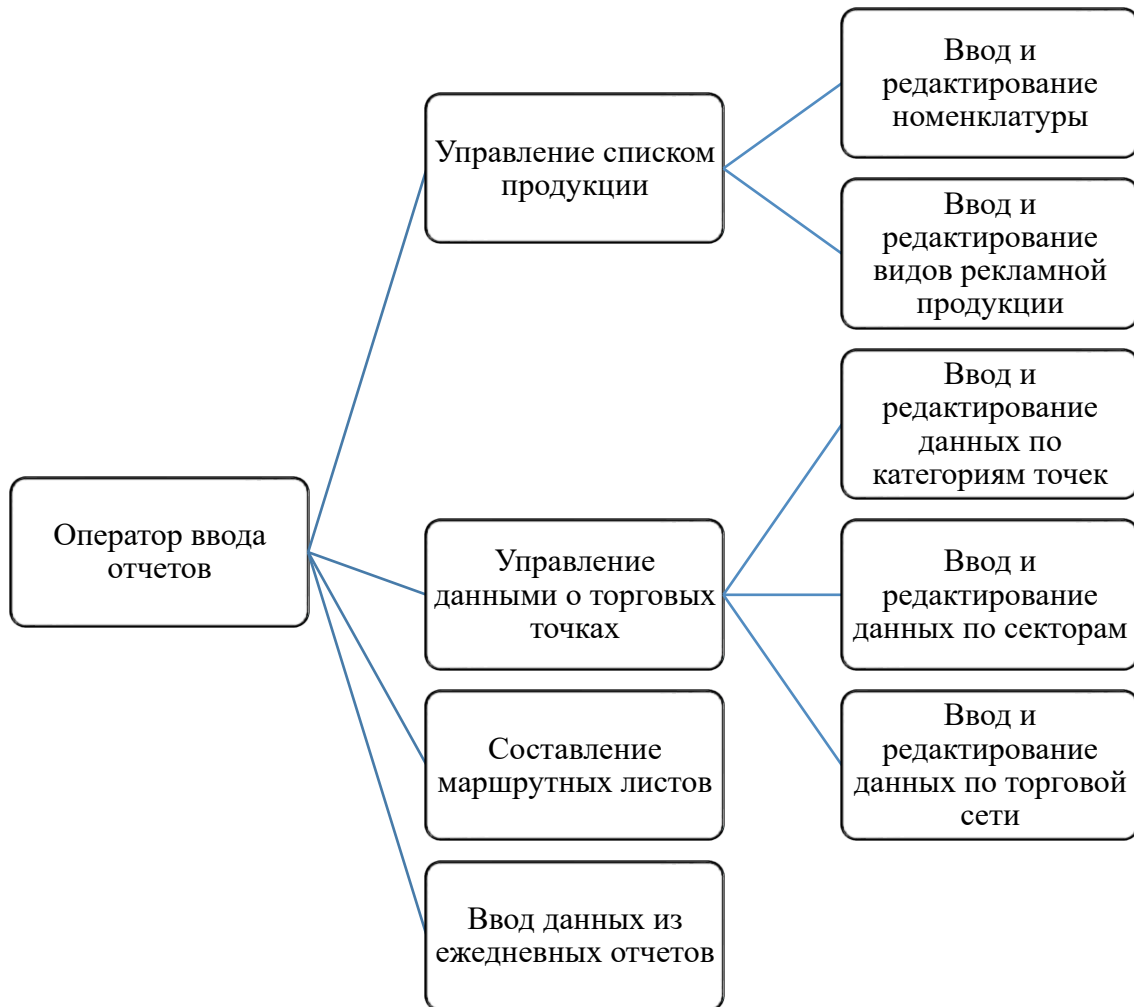 Оператор ввода
отчетов
Управление списком
продукции
Ввод и
редактирование
номенклатуры
Ввод и
редактирование
видов рекламной
продукции
Управление
данными о торговых
точках
Ввод и
редактирование
данных по
категориям точек
Ввод и
редактирование
данных по секторам
Ввод и
редактирование
данных по торговой
сети
Составление
маршрутных листов
Ввод данных из
ежедневных отчетов